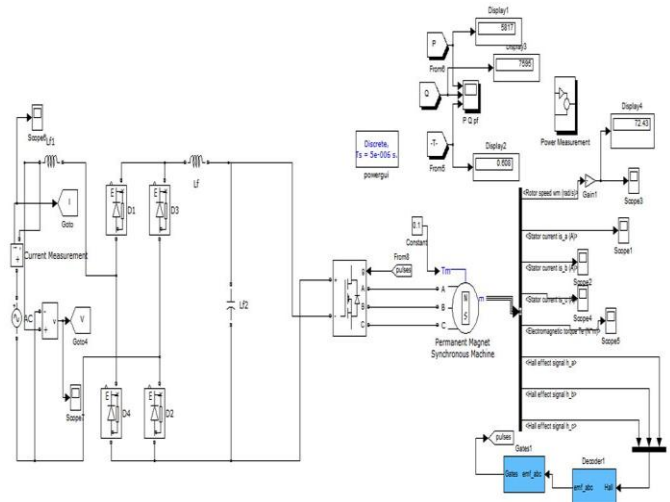 Display1
5817
P
From6
Display3
7595
Q
-T-
From5
P Q pf
Display2
0.608
Power Measurement
Display4
72.43
Discrete,
Ts = 5e-006 s.
powergui
<Rotor speed wm (rad/s)>
Gain1
Scope3
Scope6
Lf1
I
Goto
Current Measurement
AC
V
Goto4
Scope7
Lf
D1
D3
Lf2
D4
D2
0.1
Constant
From8
pulses
g
A
B
C
Tm
A
B
C
N
S
m
Permanent Magnet
Synchronous Machine
<Stator current is_a (A)>
Scope1
<Stator current is_b (A)>
Scope2
Scope4
Scope5
<Hall effect signal h_a>
<Hall effect signal h_b>
<Hall effect signal h_c>
pulses
Gates1
Gates emf_abc
Decoder1
emf_abc Hall